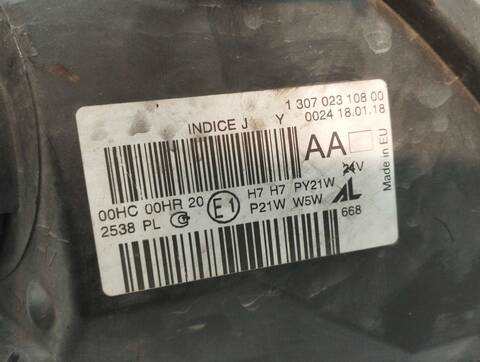 1 307 023 108 00
INDICE J Y 0024 18.01.18
AA
Made in EU
00HC 00HR 20 E1 H7 H7 PY21W 24V
2538 PL P21W W5W AL
668